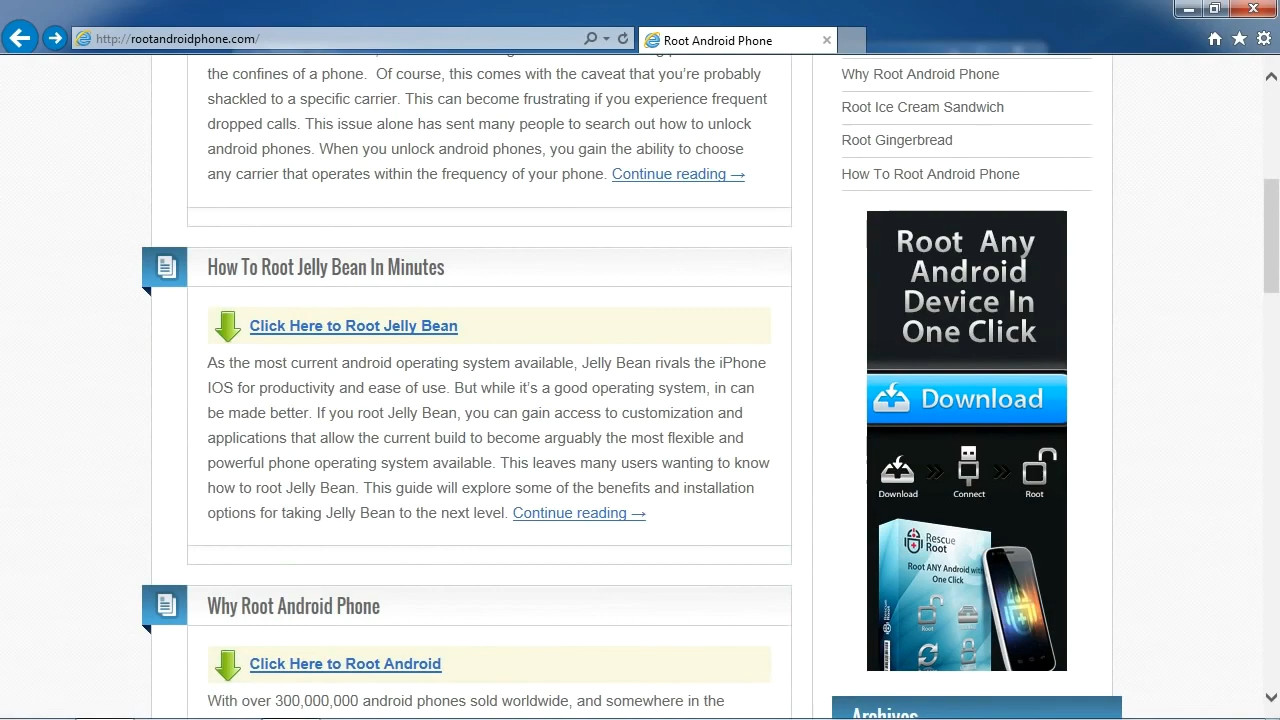 http://rootandroidphone.com/
Root Android Phone
the confines of a phone.  Of course, this comes with the caveat that you're probably
shackled to a specific carrier. This can become frustrating if you experience frequent
dropped calls. This issue alone has sent many people to search out how to unlock
android phones. When you unlock android phones, you gain the ability to choose
any carrier that operates within the frequency of your phone. Continue reading →
How To Root Jelly Bean In Minutes
Click Here to Root Jelly Bean
As the most current android operating system available, Jelly Bean rivals the iPhone
IOS for productivity and ease of use. But while it's a good operating system, in can
be made better. If you root Jelly Bean, you can gain access to customization and
applications that allow the current build to become arguably the most flexible and
powerful phone operating system available. This leaves many users wanting to know
how to root Jelly Bean. This guide will explore some of the benefits and installation
options for taking Jelly Bean to the next level. Continue reading →
Why Root Android Phone
Click Here to Root Android
With over 300,000,000 android phones sold worldwide, and somewhere in the
Why Root Android Phone
Root Ice Cream Sandwich
Root Gingerbread
How To Root Android Phone
Root Any
Android
Device In
One Click
Download
Download
Connect
Root
Rescue
Root
Root ANY Android with
One Click
Root
Archives